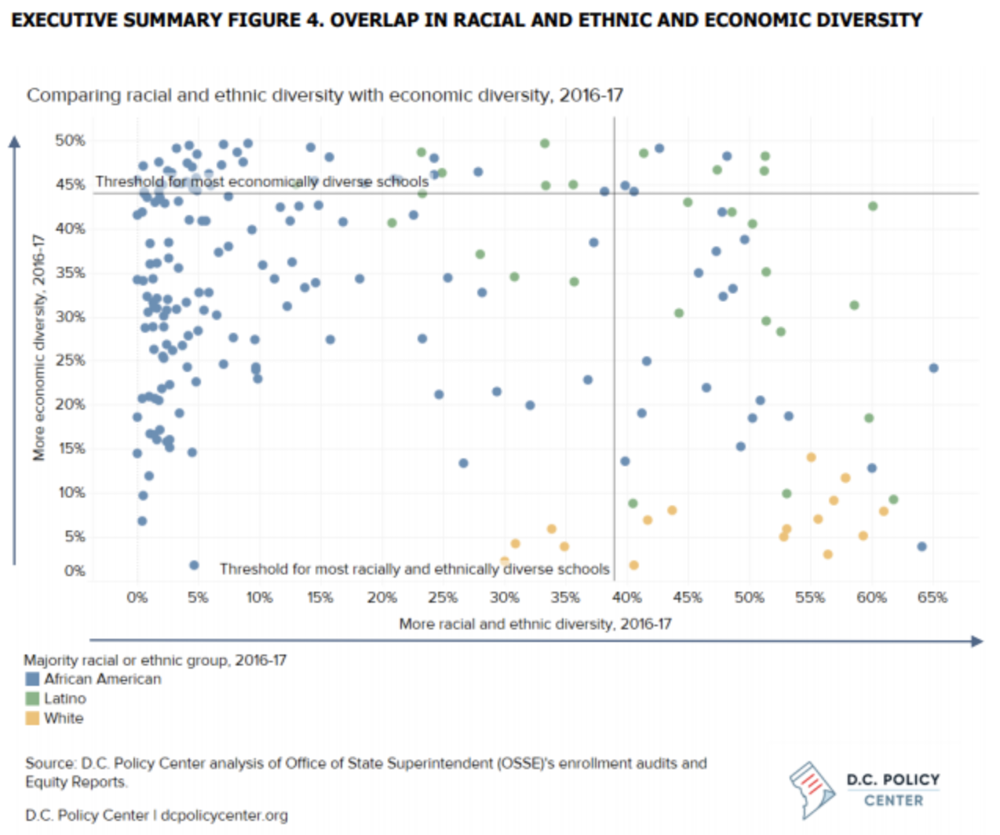 EXECUTIVE SUMMARY FIGURE 4. OVERLAP IN RACIAL AND ETHNIC AND ECONOMIC DIVERSITY
Comparing racial and ethnic diversity with economic diversity, 2016-17
More economic diversity, 2016-17
50%
Threshold for most economically diverse schools
45%
40%
35%
30%
25%
20%
15%
10%
5%
Threshold for most racially and ethnically diverse schools
0%
0% 5% 10% 15% 20% 25% 30% 35% 40% 45% 50% 55% 60% 65%
More racial and ethnic diversity, 2016-17
Majority racial or ethnic group, 2016-17
African American
Latino
White
Source: D.C. Policy Center analysis of Office of State Superintendent (OSSE)'s enrollment audits and
Equity Reports.
D.C. Policy Center I dcpolicycenter.org
D.C. POLICY
CENTER